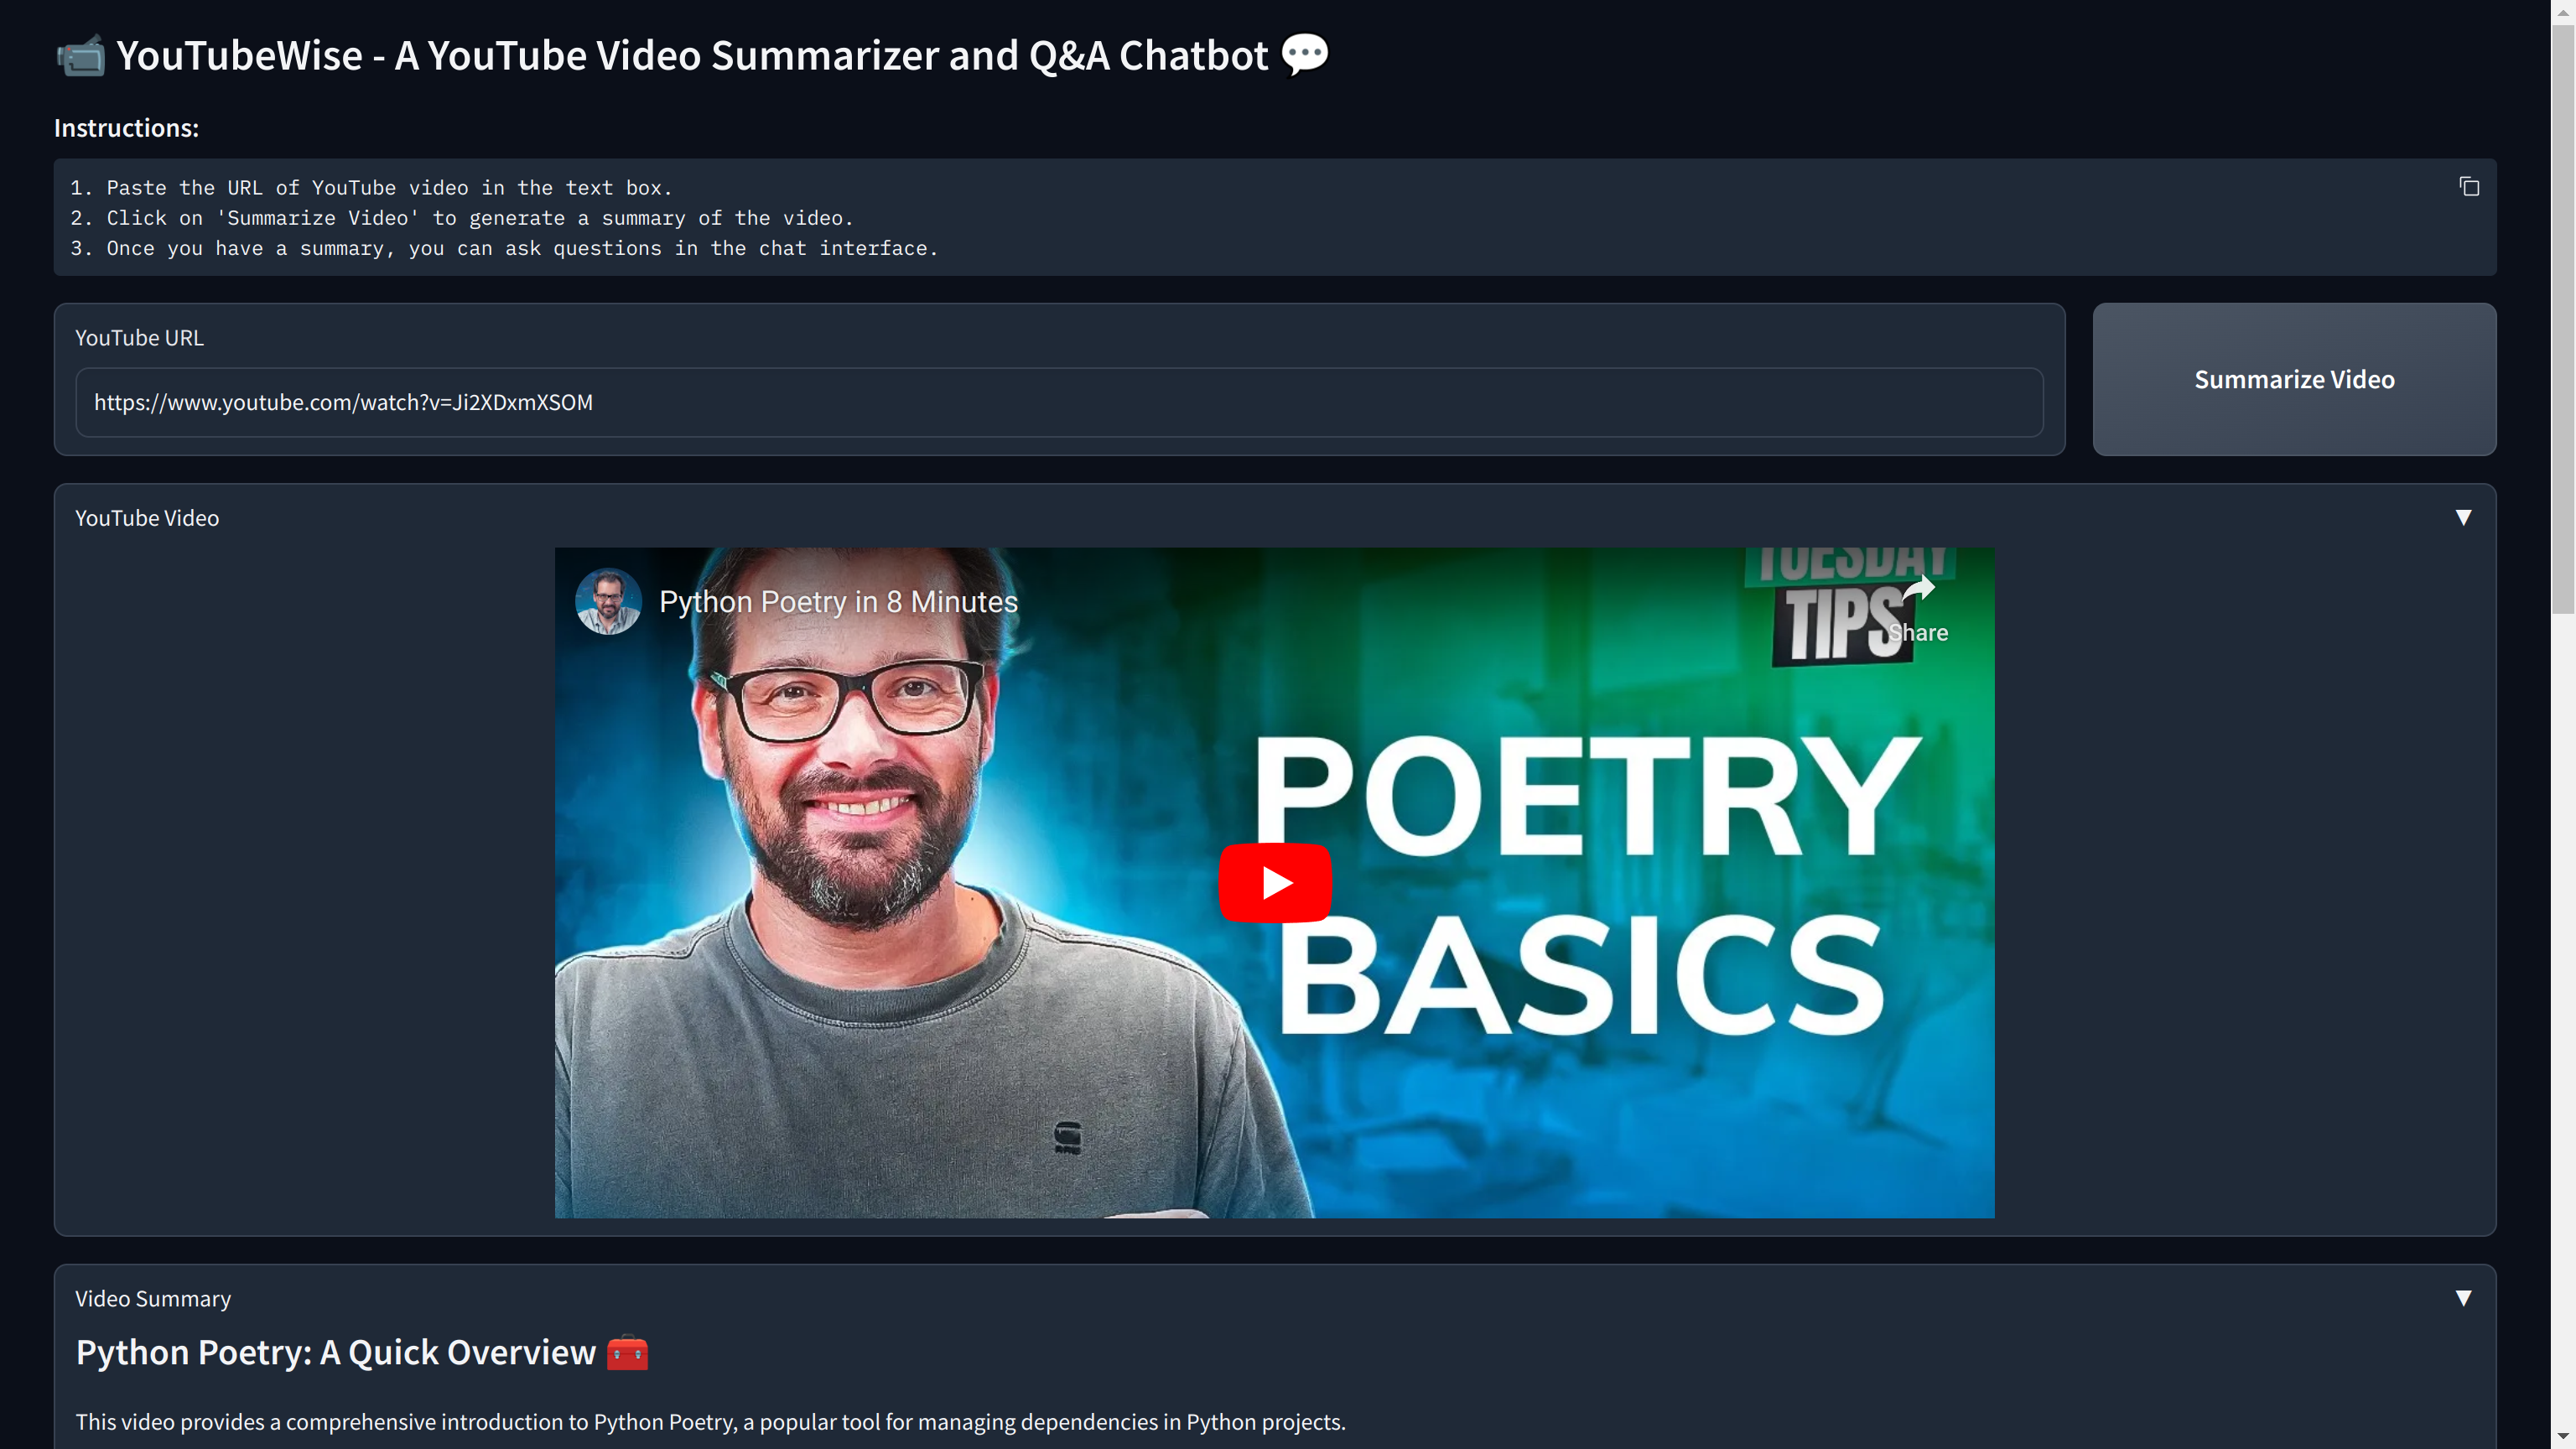 📹 YouTubeWise - A YouTube Video Summarizer and Q&A Chatbot 💬
Instructions:
1. Paste the URL of YouTube video in the text box.
2. Click on 'Summarize Video' to generate a summary of the video.
3. Once you have a summary, you can ask questions in the chat interface.
YouTube URL
https://www.youtube.com/watch?v=Ji2XDxmXSOM
Summarize Video
YouTube Video
Python Poetry in 8 Minutes
TUESDAY
TIPS
Share
POETRY
BASICS
Video Summary
Python Poetry: A Quick Overview 🧰
This video provides a comprehensive introduction to Python Poetry, a popular tool for managing dependencies in Python projects.